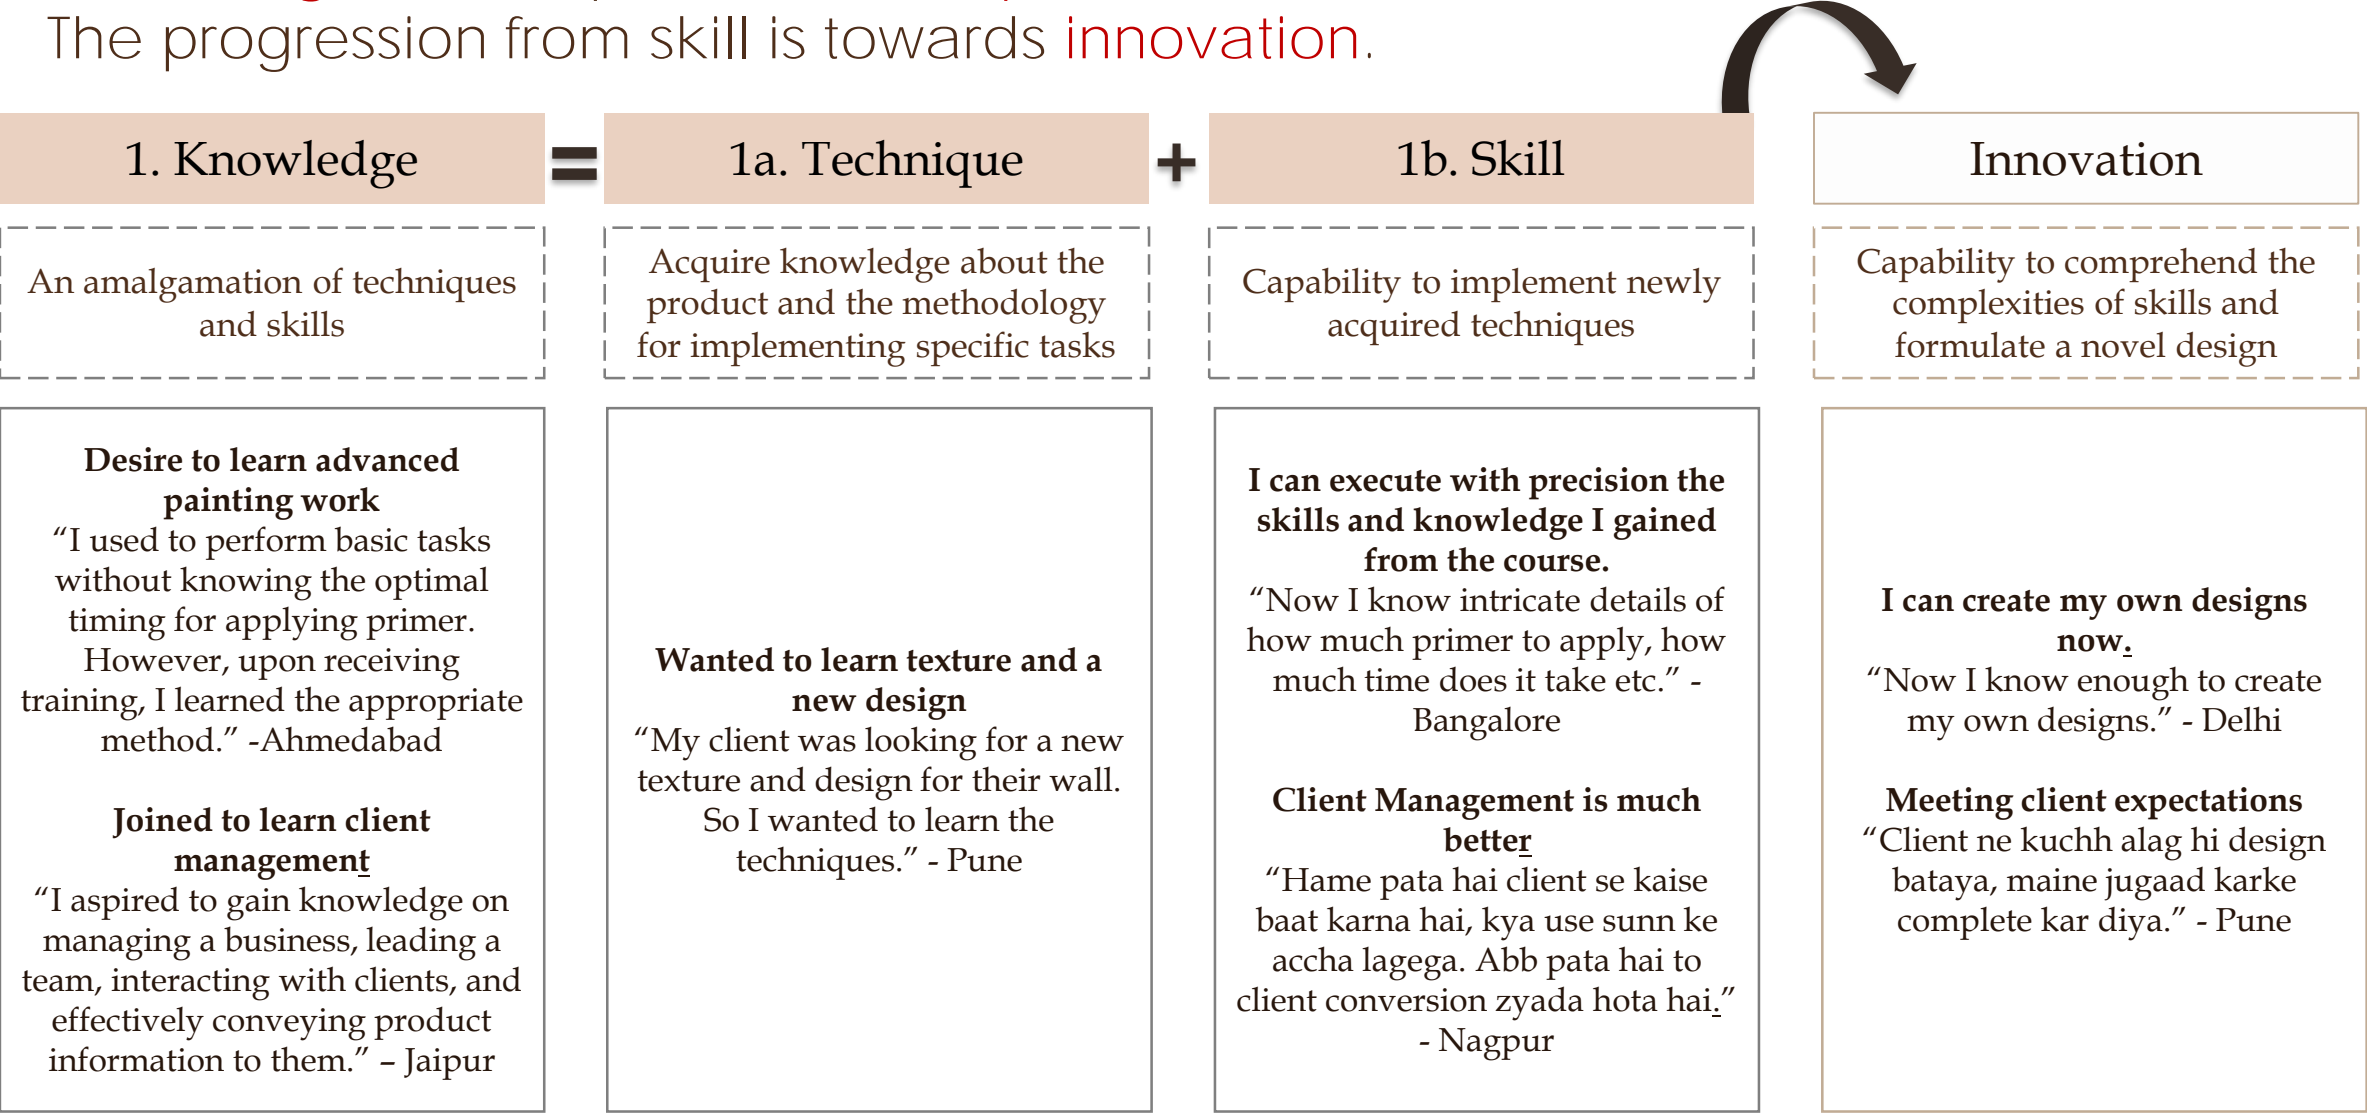 The progression from skill is towards innovation.
1. Knowledge
=
1a. Technique
+
1b. Skill
Innovation
An amalgamation of techniques
and skills
Acquire knowledge about the
product and the methodology
for implementing specific tasks
Capability to implement newly
acquired techniques
Capability to comprehend the
complexities of skills and
formulate a novel design
Desire to learn advanced
painting work
“I used to perform basic tasks
without knowing the optimal
timing for applying primer.
However, upon receiving
training, I learned the appropriate
method.” -Ahmedabad
Joined to learn client
management
“I aspired to gain knowledge on
managing a business, leading a
team, interacting with clients, and
effectively conveying product
information to them.” – Jaipur
Wanted to learn texture and a
new design
“My client was looking for a new
texture and design for their wall.
So I wanted to learn the
techniques.” - Pune
I can execute with precision the
skills and knowledge I gained
from the course.
“Now I know intricate details of
how much primer to apply, how
much time does it take etc.” -
Bangalore
Client Management is much
better
“Hame pata hai client se kaise
baat karna hai, kya use sunn ke
accha lagega. Abb pata hai to
client conversion zyada hota hai.”
- Nagpur
I can create my own designs
now.
“Now I know enough to create
my own designs.” - Delhi
Meeting client expectations
“Client ne kuchh alag hi design
bataya, maine jugaad karke
complete kar diya.” - Pune